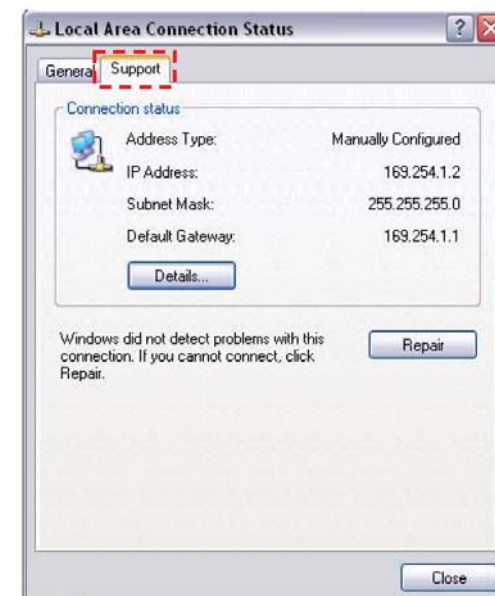 Local Area Connection Status
General Support
Connection status
Address Type: Manually Configured
IP Address: 169.254.1.2
Subnet Mask: 255.255.255.0
Default Gateway: 169.254.1.1
Details...
Windows did not detect problems with this
connection. If you cannot connect, click
Repair.
Repair
Close